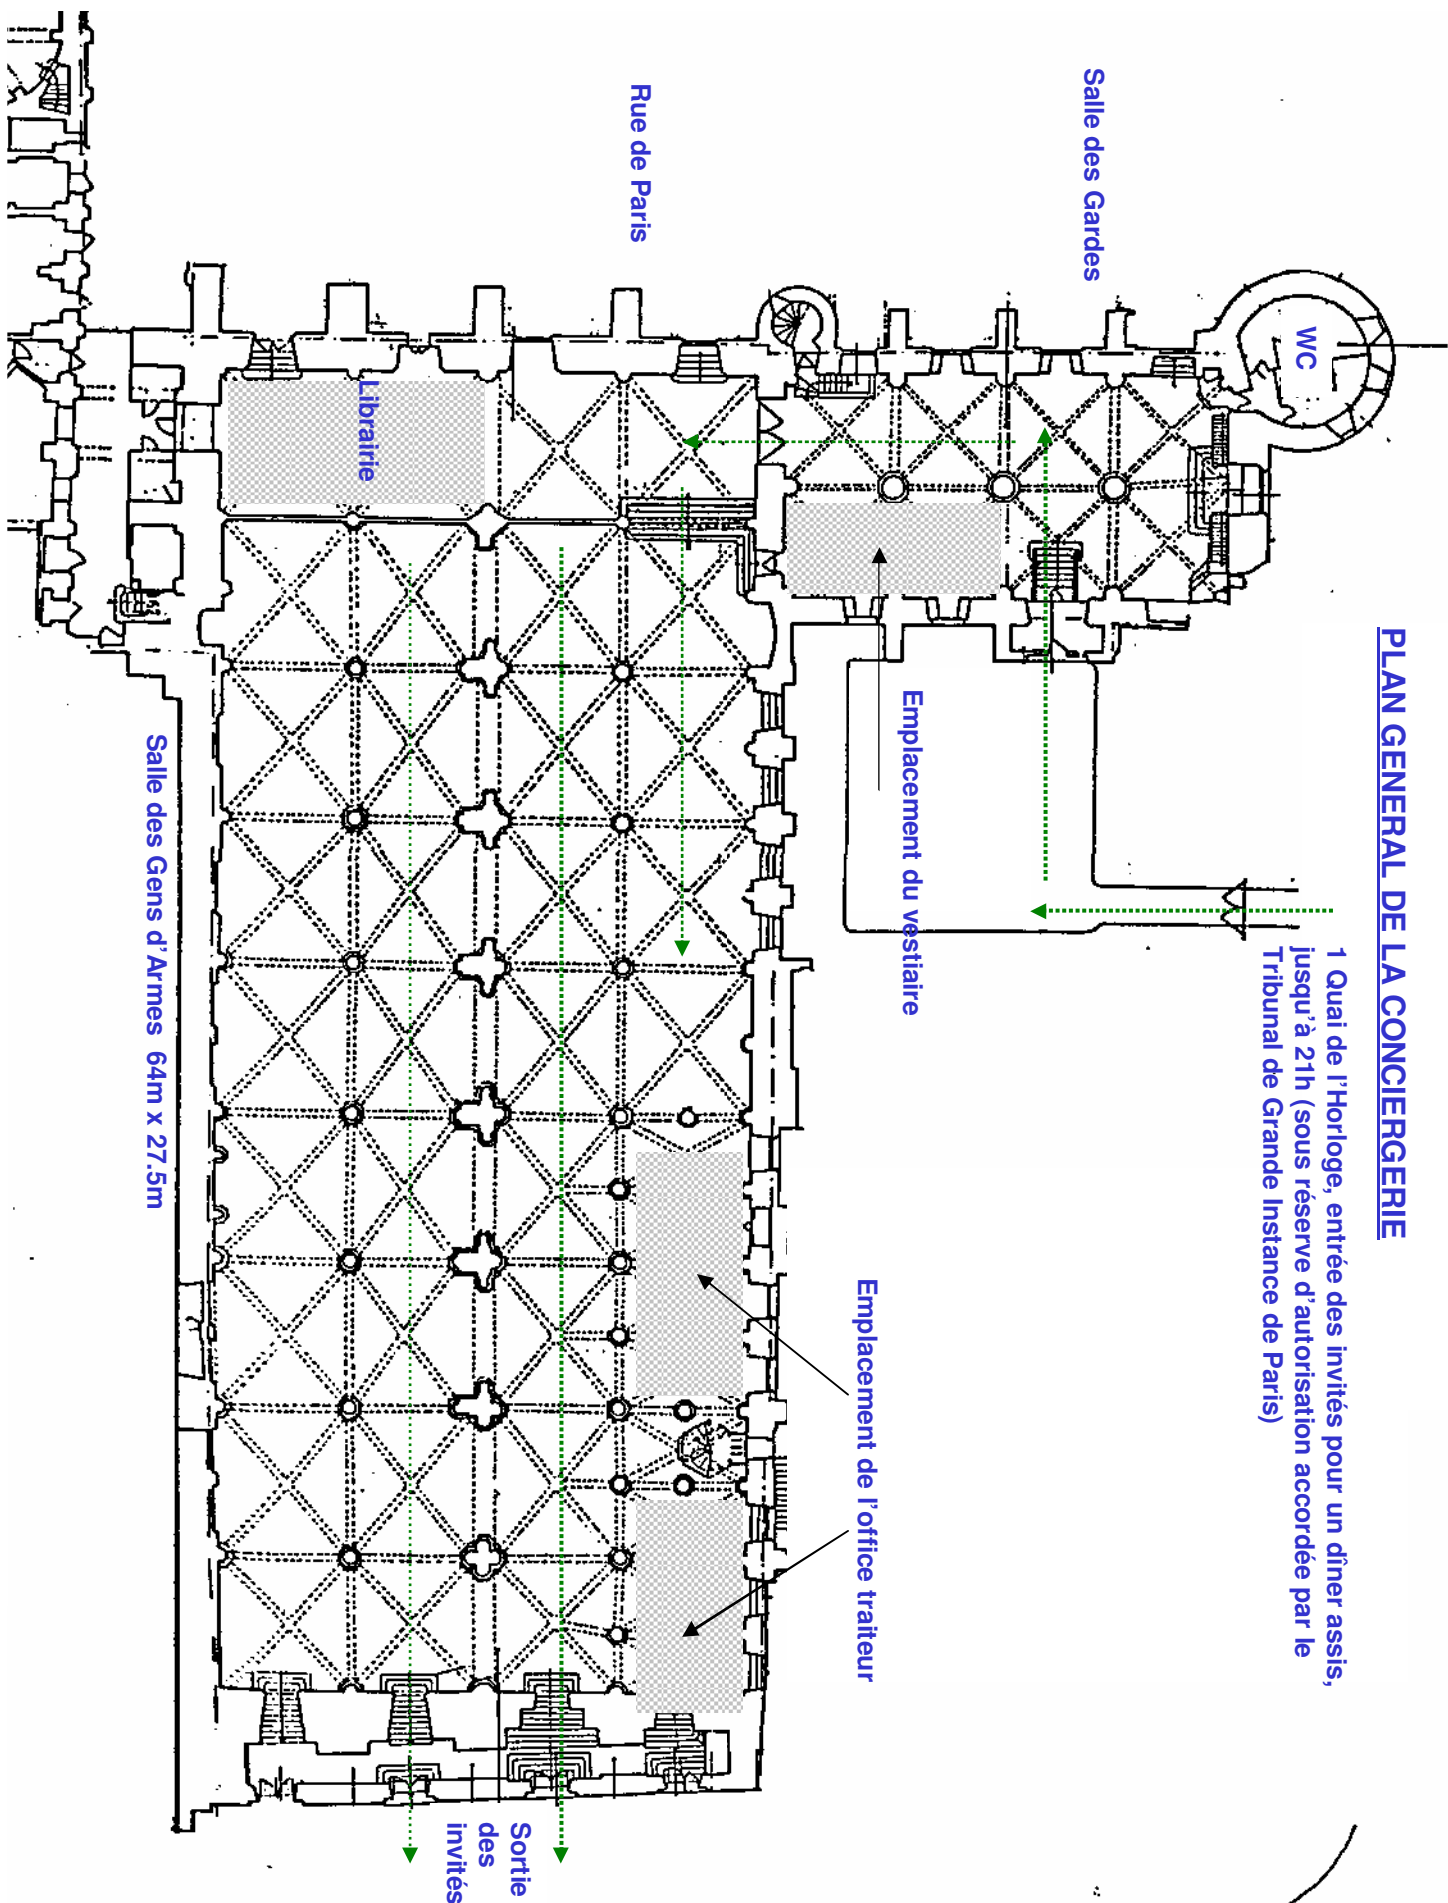 PLAN GENERAL DE LA CONCIERGERIE
1 Quai de l'Horloge, entrée des invités pour un dîner assis,
jusqu'à 21h (sous réserve d'autorisation accordée par le
Tribunal de Grande Instance de Paris)
WC
Salle des Gardes
Emplacement du vestiaire
Emplacement de l'office traiteur
Rue de Paris
Sortie
des
invités
Librairie
Salle des Gens d'Armes 64m x 27.5m